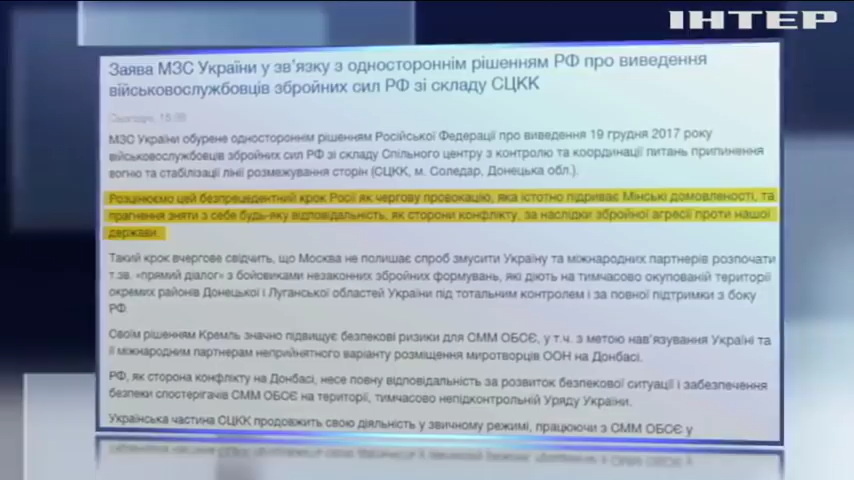 ІНТЕР
Заява МЗС України у зв'язку з одностороннім рішенням РФ про виведення
військовослужбовців збройних сил РФ зі складу СЦКК
Сьогодні,
МЗС України обурене одностороннім рішенням Російської Федерації про виведення 19 грудня 2017 року
військовослужбовців збройних сил РФ зі складу Спільного центру з контролю та координації питань припинення
вогню та стабілізації лінії розмежування сторін (СЦКК, м. Соледар, Донецька обл.).
Розцінюємо цей безпрецедентний крок Росії як чергову провокацію, яка істотно підриває Мінські домовленості, та
прагнення зняти з себе будь-яку відповідальність, як сторони конфлікту, за наслідки збройної агресії проти нашої
держави.
Такий крок вчергове свідчить, що Москва не полишає спроб змусити Україну та міжнародних партнерів розпочати
т.зв. «прямий діалог» з бойовиками незаконних збройних формувань, які діють на тимчасово окупованій території
окремих районів Донецької і Луганської областей України під тотальним контролем і за повної підтримки з боку
РФ.
Своїм рішенням Кремль значно підвищує безпекові ризики для СММ ОБСЄ, у т.ч. з метою нав'язування Україні та
її міжнародним партнерам неприйнятного варіанту розміщення миротворців ООН на Донбасі.
РФ, як сторона конфлікту на Донбасі, несе повну відповідальність за розвиток безпекової ситуації і забезпечення
безпеки спостерігачів СММ ОБСЄ на території, тимчасово непідконтрольній Уряду України.
Українська частина СЦКК продовжить свою діяльність у звичному режимі, працюючи з СММ ОБСЄ у